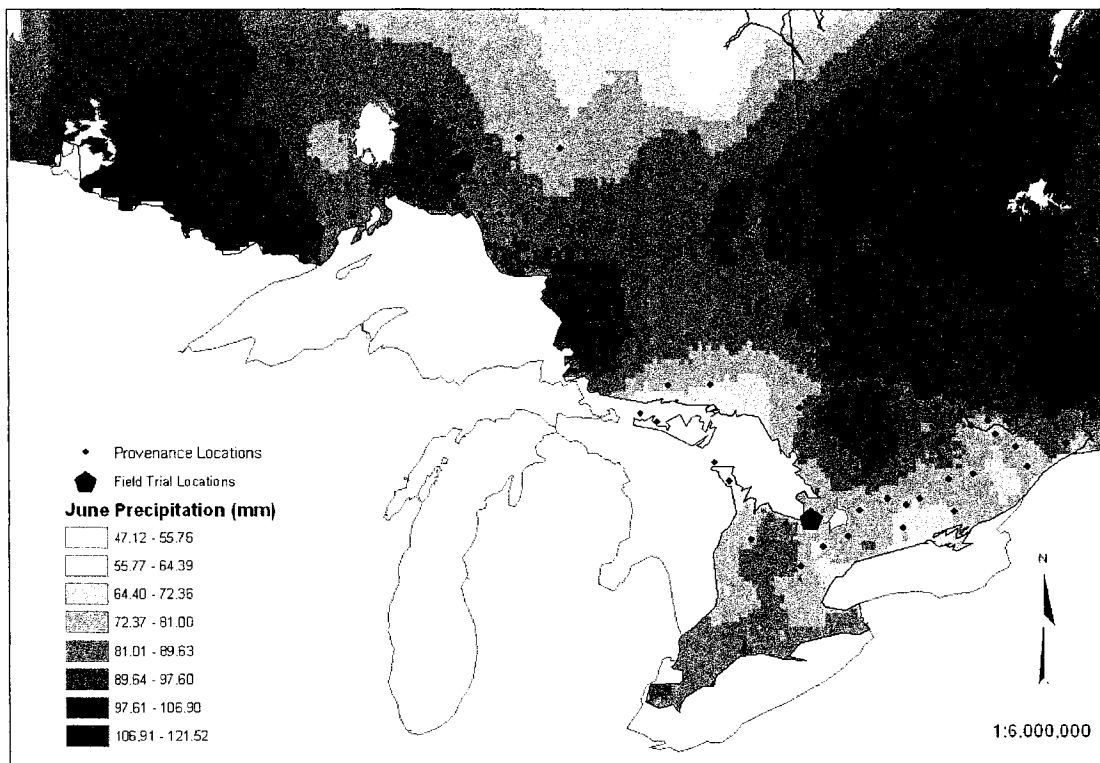 Provenance Locations
Field Trial Locations
June Precipitation (mm)
47.12 - 55.76
55.77 - 64.39
64.40 - 72.36
72.37 - 81.00
81.01 - 89.63
89.64 - 97.60
97.61 - 106.90
106.91 - 121.52
N
1:6,000,000